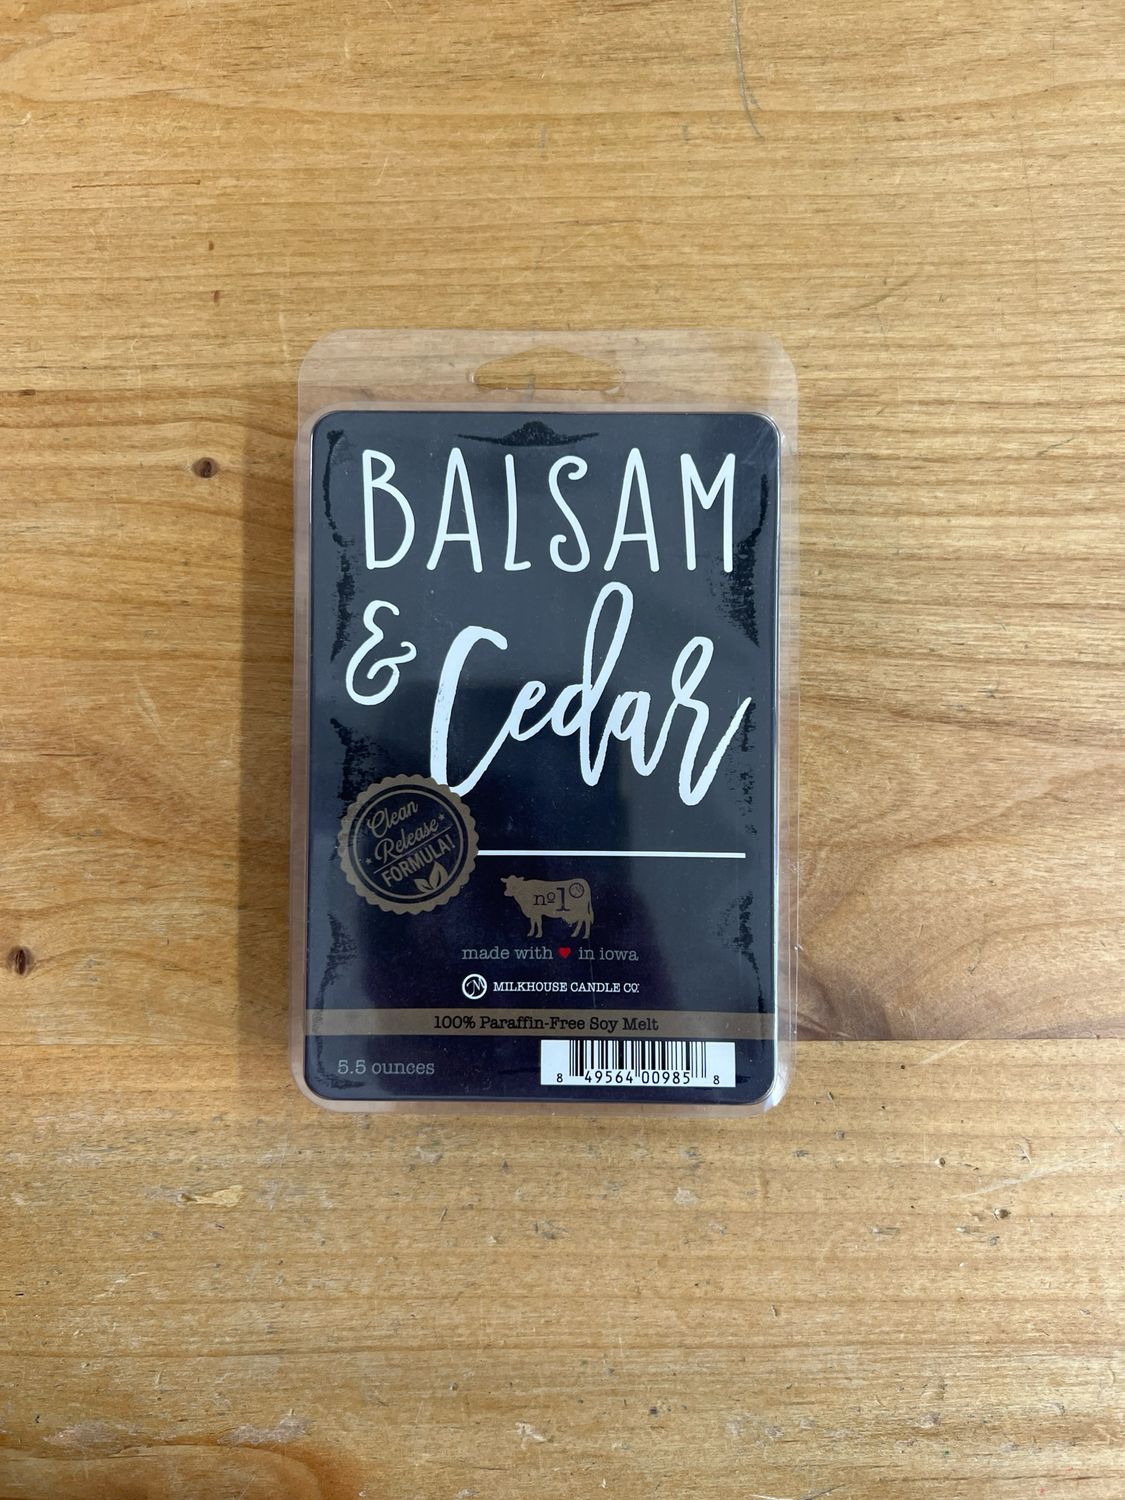 BALSAM
& Cedar
Clean
Release
FORMULA!
nº1
made with ♥ in iowa
M MILKHOUSE CANDLE CO.
100% Paraffin-Free Soy Melt
5.5 ounces
8 49564 00985 8